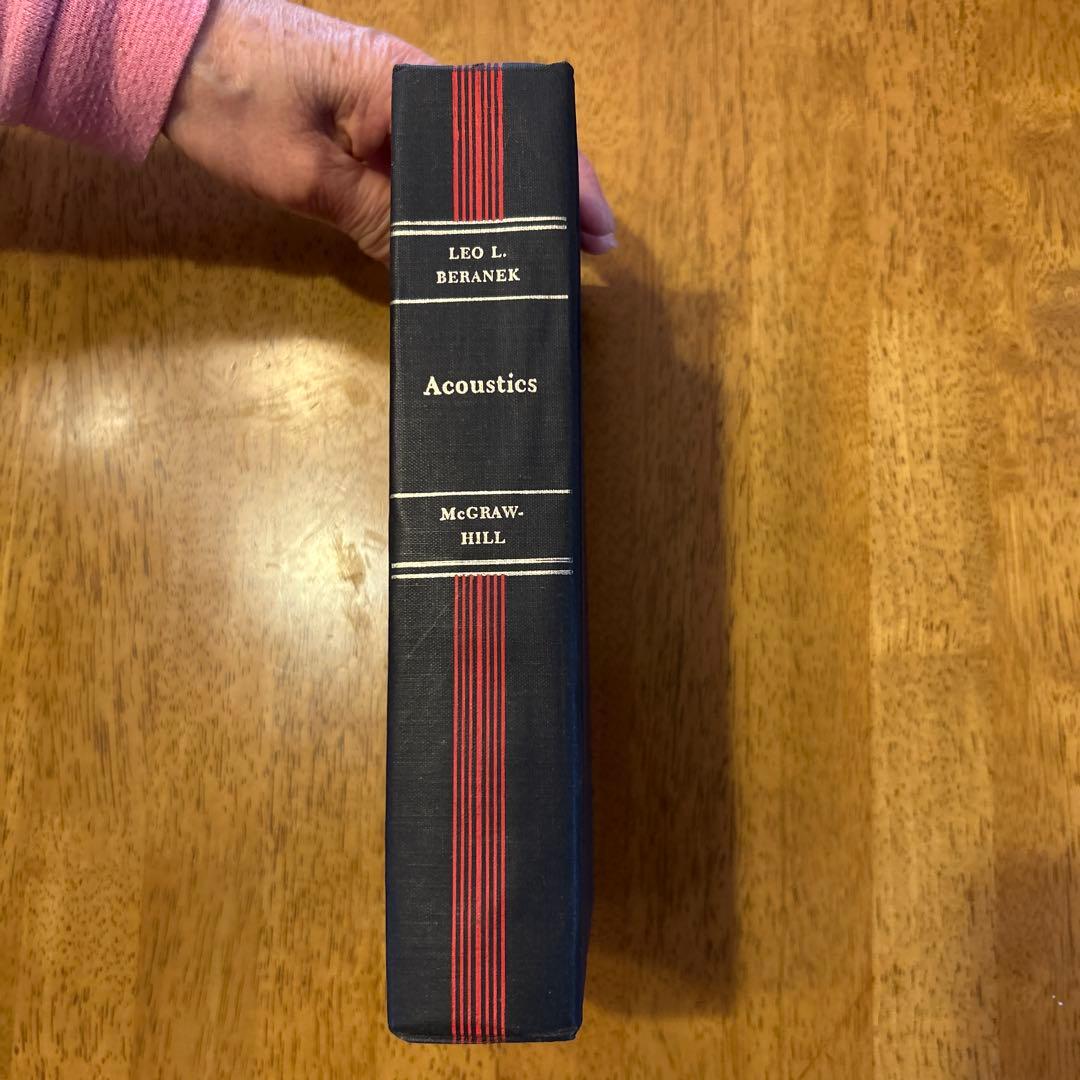 LEO L.
BERANEK
Acoustics
McGRAW-
HILL